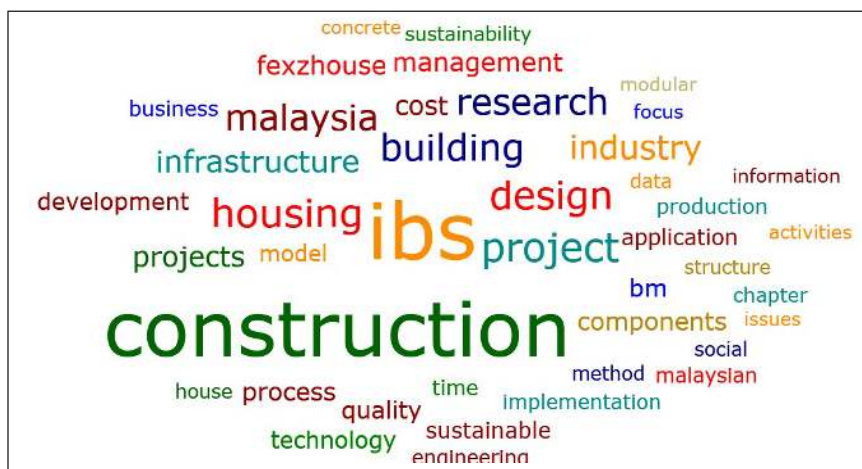 concrete
sustainability
fexzhouse management
modular
business malaysia cost research focus
infrastructure building industry
data information
development housing ibs design production
projects model project application activities
structure
bm chapter
construction components issues
social
method malaysian
house process time implementation
quality
technology sustainable
engineering